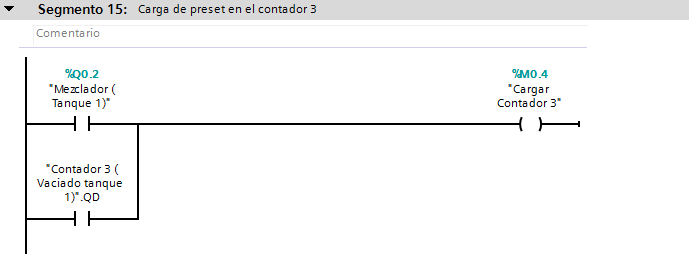 Segmento 15: Carga de preset en el contador 3
Comentario
%Q0.2
"Mezclador (
Tanque 1)"
%M0.4
"Cargar
Contador 3"
"Contador 3 (
Vaciado tanque
1)".QD